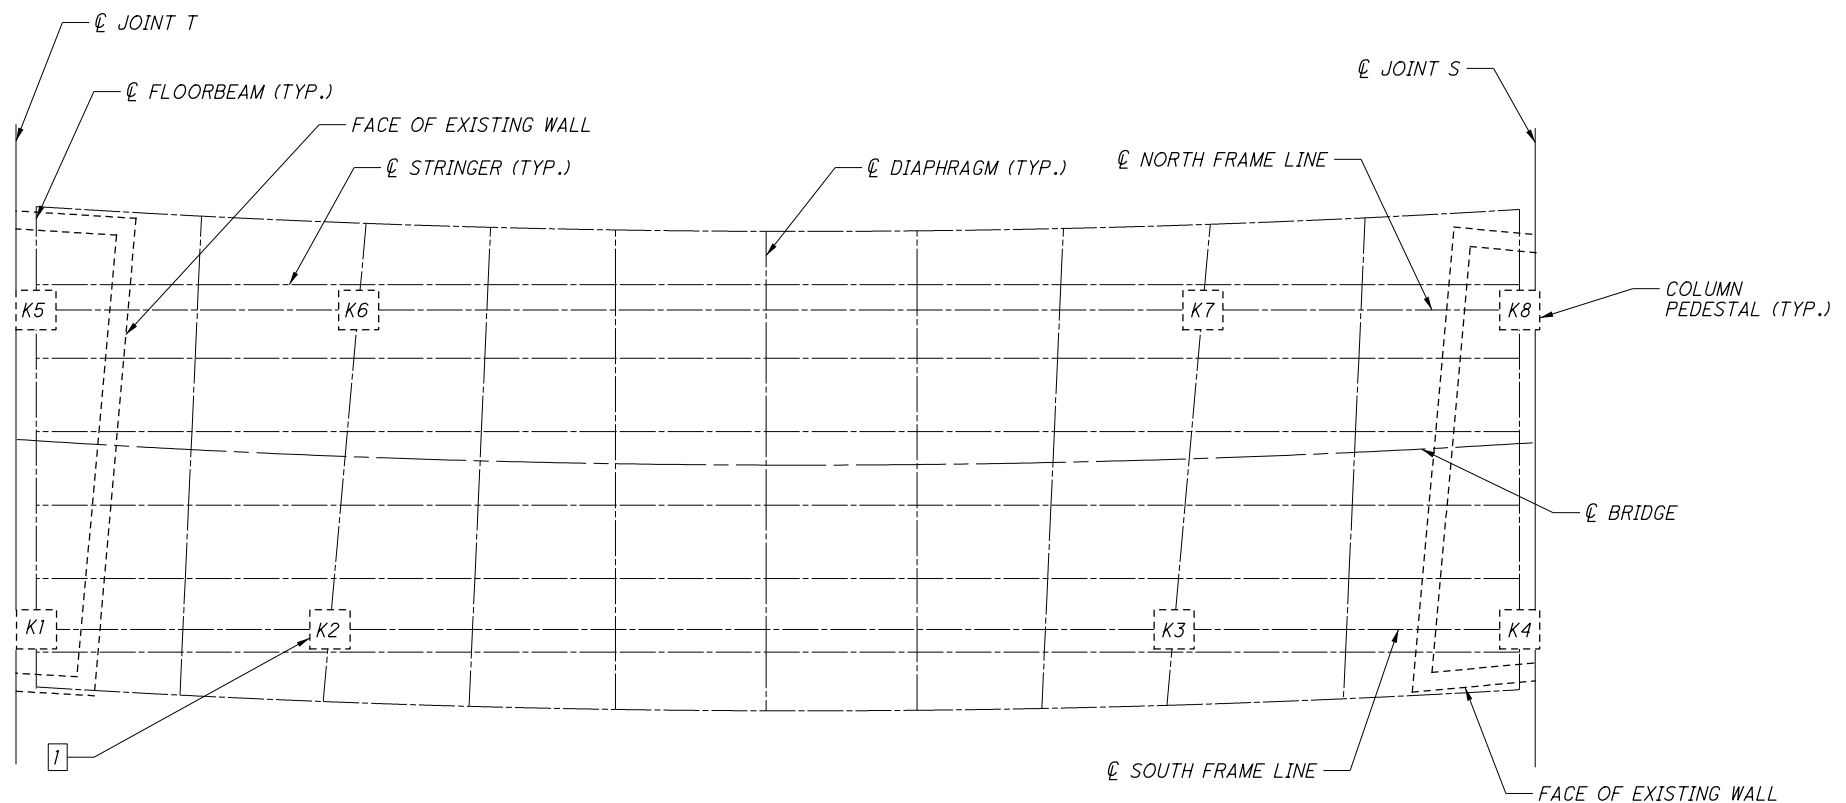 ℄ JOINT T
℄ JOINT S
℄ FLOORBEAM (TYP.)
FACE OF EXISTING WALL
℄ STRINGER (TYP.)
℄ DIAPHRAGM (TYP.)
℄ NORTH FRAME LINE
COLUMN
PEDESTAL (TYP.)
K5
K6
K7
K8
℄ BRIDGE
K1
K2
K3
K4
1
℄ SOUTH FRAME LINE
FACE OF EXISTING WALL